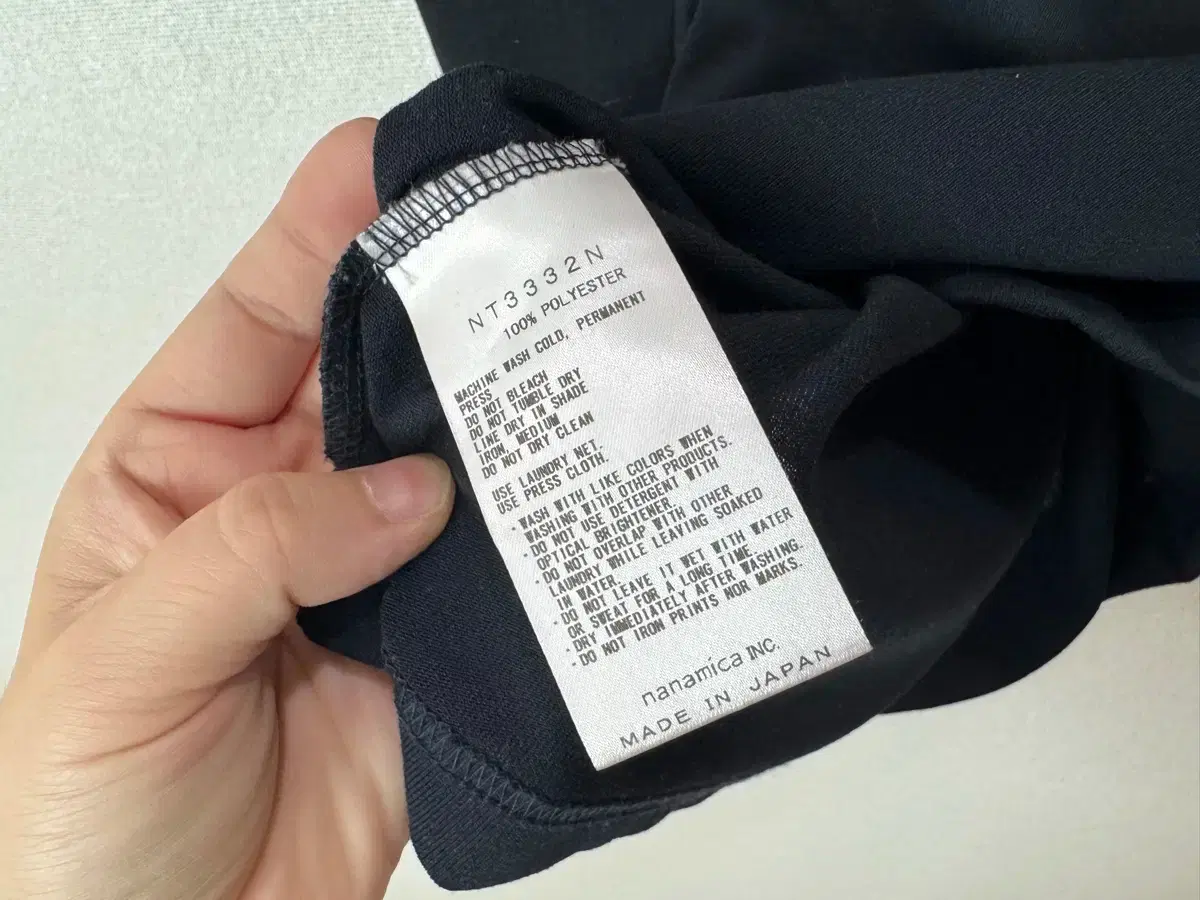 NT3332N
100% POLYESTER
MACHINE WASH COLD, PERMANENT
PRESS
DO NOT BLEACH
DO NOT TUMBLE DRY
LINE DRY IN SHADE
IRON, MEDIUM
DO NOT DRY CLEAN
USE LAUNDRY NET.
USE PRESS CLOTH.
・WASH WITH LIKE COLORS WHEN
WASHING WITH OTHER PRODUCTS.
・DO NOT USE DETERGENT WITH
OPTICAL BRIGHTENER.
・DO NOT OVERLAP WITH OTHER
LAUNDRY WHILE LEAVING SOAKED
IN WATER.
・DO NOT LEAVE IT WET WITH WATER
OR SWEAT FOR A LONG TIME.
・DRY IMMEDIATELY AFTER WASHING.
・DO NOT IRON PRINTS NOR MARKS.
nanamica INC.
MADE IN JAPAN